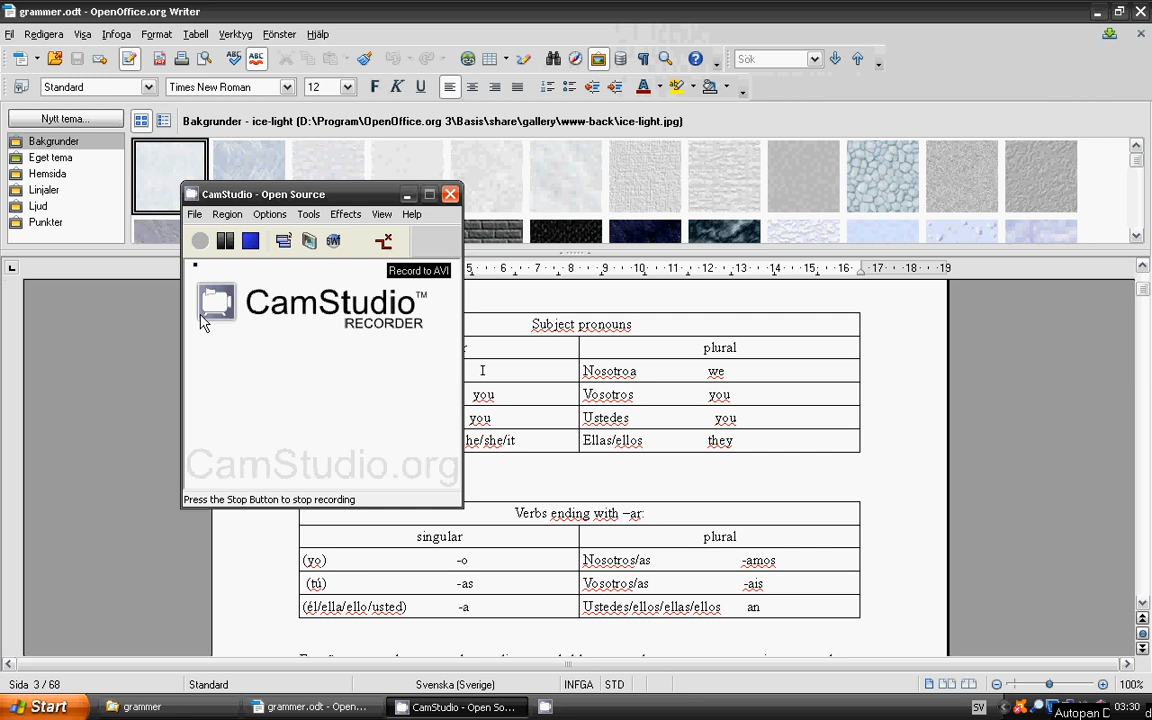 grammer.odt - OpenOffice.org Writer
Fil Redigera Visa Infoga Format Tabell Verktyg Fönster Hjälp
Sök
Standard Times New Roman 12 F K U
Nytt tema... Bakgrunder - ice-light (D:\Program\OpenOffice.org 3\Basis\share\gallery\www-back\ice-light.jpg)
Bakgrunder
Eget tema
Hemsida
Linjaler
Ljud
Punkter
CamStudio - Open Source
File Region Options Tools Effects View Help
Record to AVI
CamStudio™
RECORDER
CamStudio.org
Press the Stop Button to stop recording
5 6 7 8 9 10 11 12 13 14 15 16 17 18 19
Subject pronouns
r plural
I Nosotroa we
you Vosotros you
you Ustedes you
he/she/it Ellas/ellos they
Verbs ending with –ar:
singular plural
(yo) -o Nosotros/as -amos
(tú) -as Vosotros/as -ais
(él/ella/ello/usted) -a Ustedes/ellos/ellas/ellos an
Sida 3 / 68 Standard Svenska (Sverige) INFGA STD 100%
Start grammer grammer.odt - Open... CamStudio - Open So... SV 03:30
Autopan D